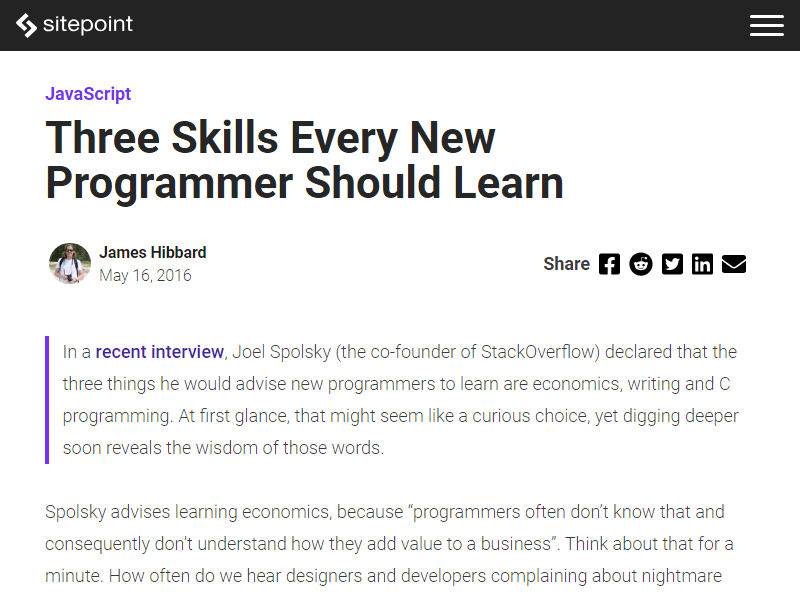 sitepoint
JavaScript
Three Skills Every New
Programmer Should Learn
James Hibbard
May 16, 2016
Share
In a recent interview, Joel Spolsky (the co-founder of StackOverflow) declared that the
three things he would advise new programmers to learn are economics, writing and C
programming. At first glance, that might seem like a curious choice, yet digging deeper
soon reveals the wisdom of those words.
Spolsky advises learning economics, because “programmers often don’t know that and
consequently don’t understand how they add value to a business”. Think about that for a
minute. How often do we hear designers and developers complaining about nightmare